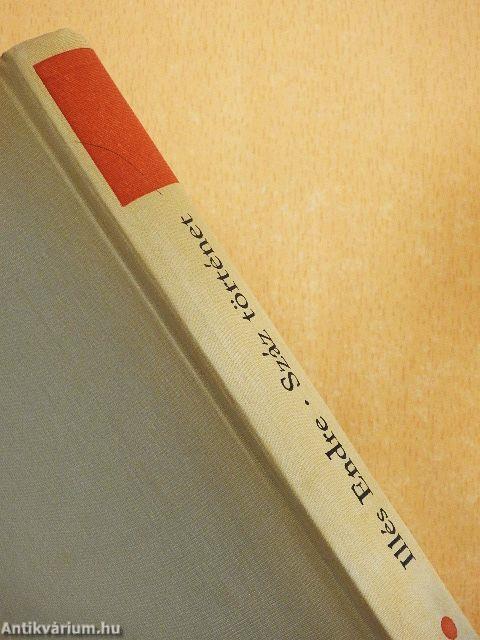 Illés Endre · Száz történet
Antikvárium.hu